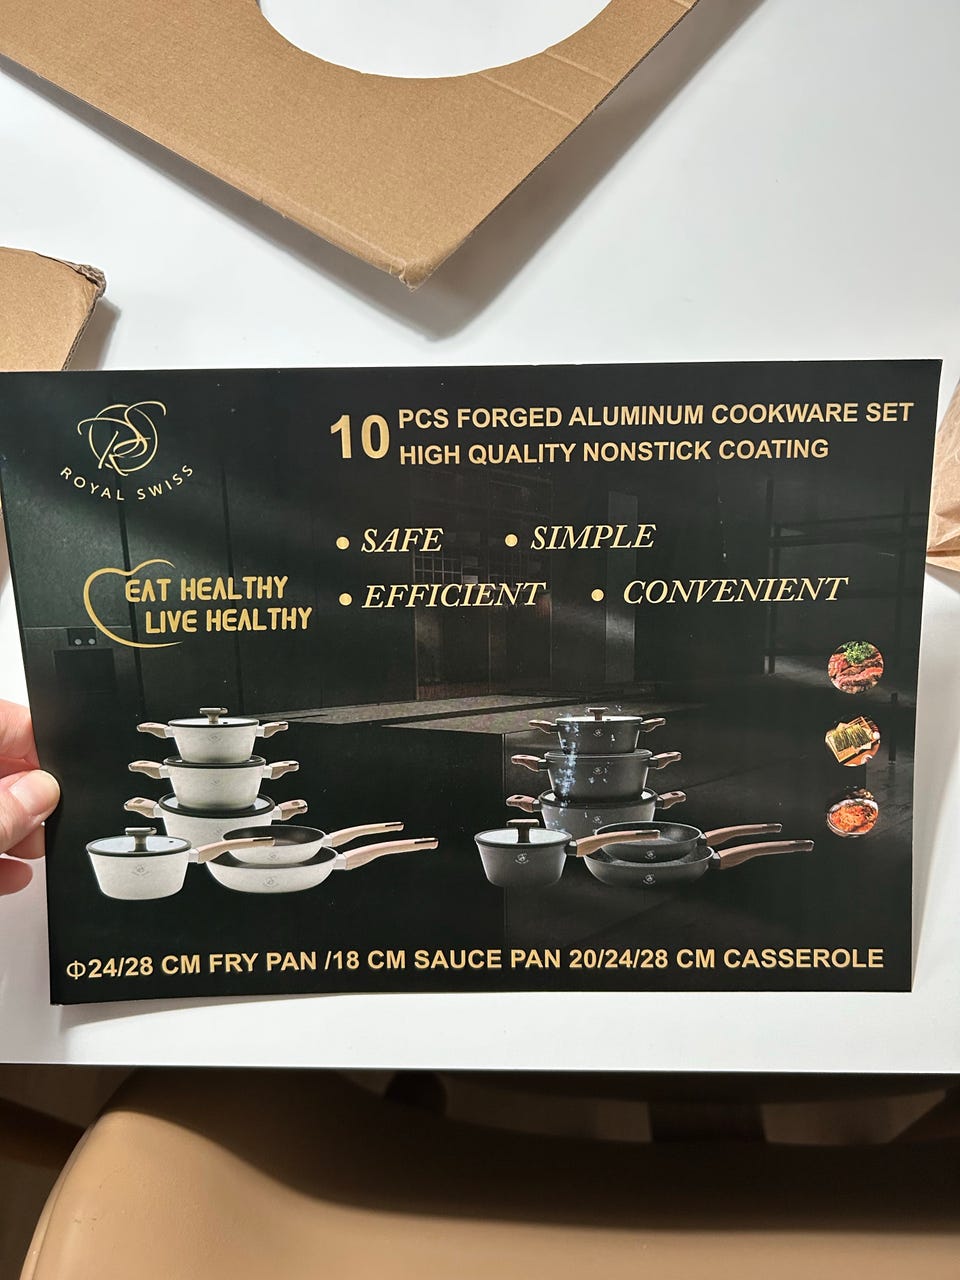 ROYAL SWISS
10 PCS FORGED ALUMINUM COOKWARE SET
HIGH QUALITY NONSTICK COATING
• SAFE • SIMPLE
• EFFICIENT • CONVENIENT
EAT HEALTHY
LIVE HEALTHY
Φ24/28 CM FRY PAN /18 CM SAUCE PAN 20/24/28 CM CASSEROLE